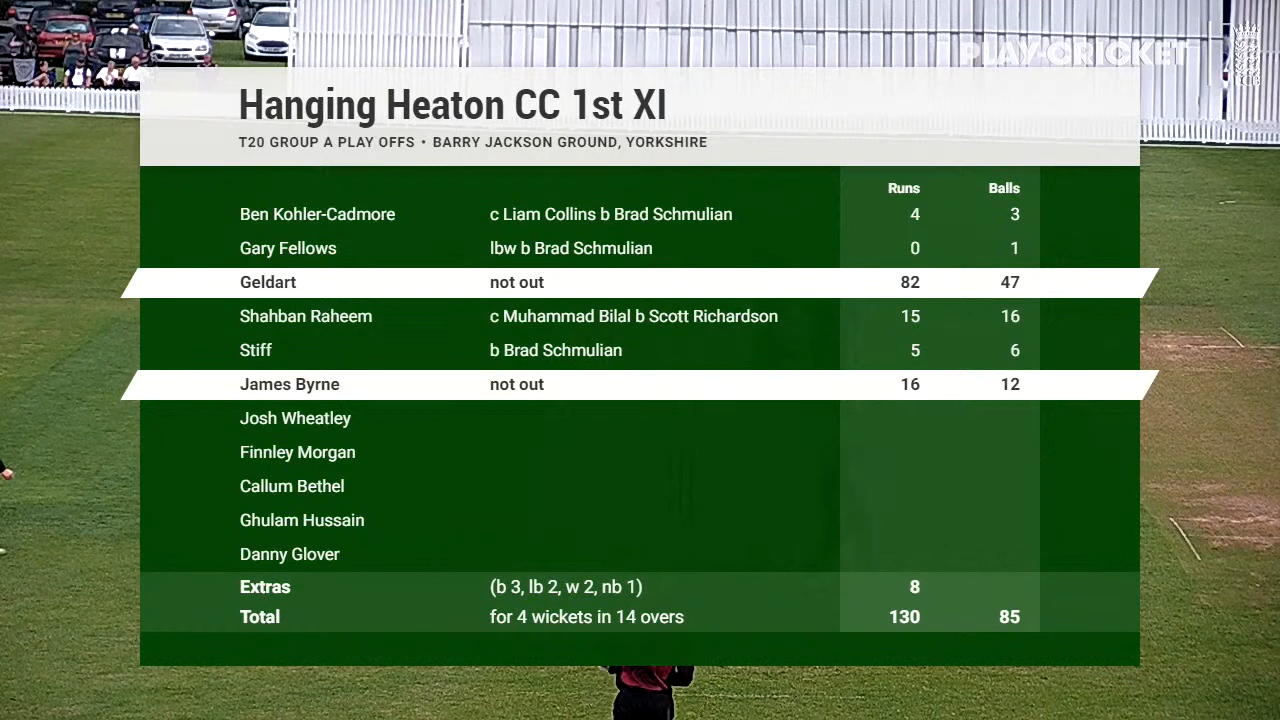 PLAY-CRICKET
Hanging Heaton CC 1st XI
T20 GROUP A PLAY OFFS • BARRY JACKSON GROUND, YORKSHIRE
Runs Balls
Ben Kohler-Cadmore c Liam Collins b Brad Schmulian 4 3
Gary Fellows lbw b Brad Schmulian 0 1
Geldart not out 82 47
Shahban Raheem c Muhammad Bilal b Scott Richardson 15 16
Stiff b Brad Schmulian 5 6
James Byrne not out 16 12
Josh Wheatley
Finnley Morgan
Callum Bethel
Ghulam Hussain
Danny Glover
Extras (b 3, lb 2, w 2, nb 1) 8
Total for 4 wickets in 14 overs 130 85